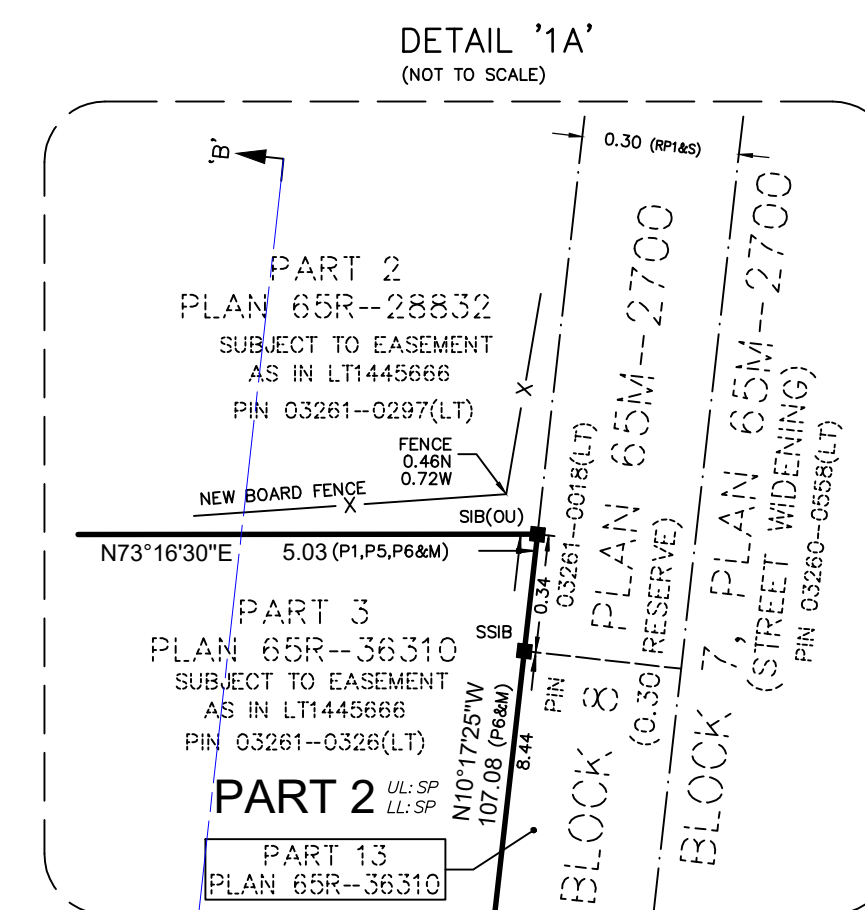 DETAIL '1A'
(NOT TO SCALE)
'B'
0.30 (RP1&S)
PART 2
PLAN 65R--28832
SUBJECT TO EASEMENT
AS IN LT1445666
PIN 03261--0297(LT)
FENCE
0.46N
0.72W
X
NEW BOARD FENCE
X
SIB(OU)
N73°16'30"E 5.03 (P1,P5,P6&M)
0.34
SSIB
PART 3
PLAN 65R--36310
SUBJECT TO EASEMENT
AS IN LT1445666
PIN 03261--0326(LT)
PART 2 UL: SP
LL: SP
N10°17'25"W
107.08 (P6&M)
8.44
PART 13
PLAN 65R--36310
PIN 03261--0018(LT)
BLOCK 8 PLAN 65M--2700
(0.30 RESERVE)
BLOCK 7, PLAN 65M--2700
(STREET WIDENING)
PIN 03260--0558(LT)